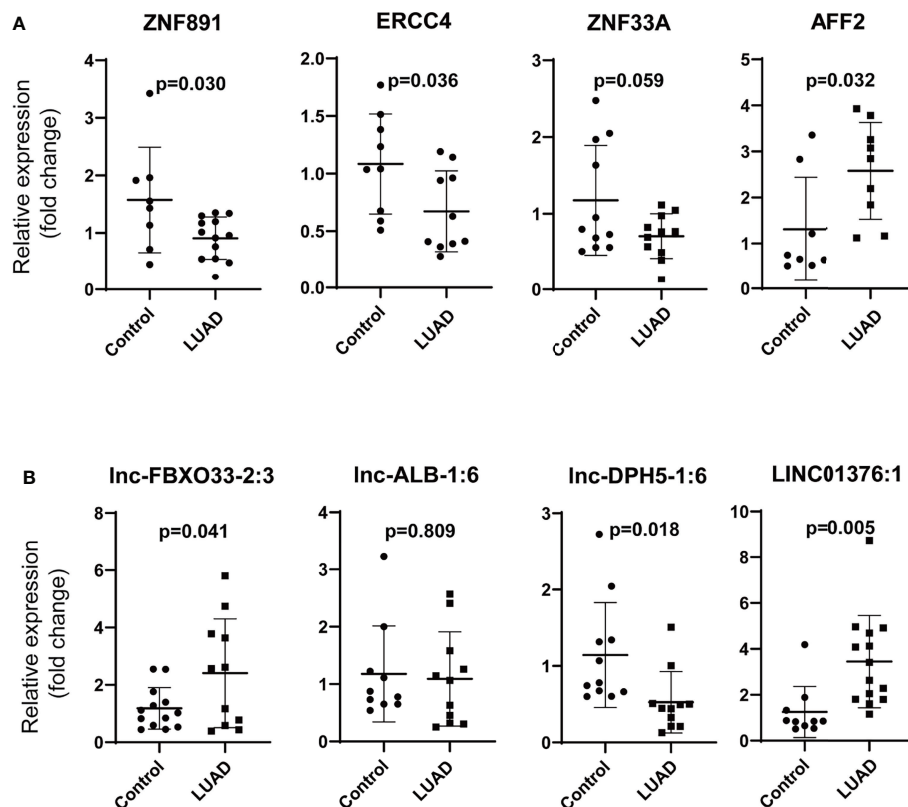 A
ZNF891
ERCC4
ZNF33A
AFF2
Relative expression
(fold change)
4
3
2
1
0
p=0.030
Control
LUAD
2.0
1.5
1.0
0.5
0.0
p=0.036
Control
LUAD
3
2
1
0
p=0.059
Control
LUAD
5
4
3
2
1
0
p=0.032
Control
LUAD
B
lnc-FBXO33-2:3
lnc-ALB-1:6
lnc-DPH5-1:6
LINC01376:1
Relative expression
(fold change)
8
6
4
2
0
p=0.041
Control
LUAD
4
3
2
1
0
p=0.809
Control
LUAD
3
2
1
0
p=0.018
Control
LUAD
10
8
6
4
2
0
p=0.005
Control
LUAD